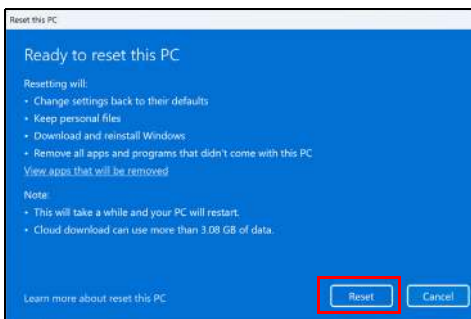 Reset this PC
Ready to reset this PC
Resetting will:
• Change settings back to their defaults
• Keep personal files
• Download and reinstall Windows
• Remove all apps and programs that didn't come with this PC
View apps that will be removed
Note:
• This will take a while and your PC will restart.
• Cloud download can use more than 3.08 GB of data.
Learn more about reset this PC
Reset
Cancel